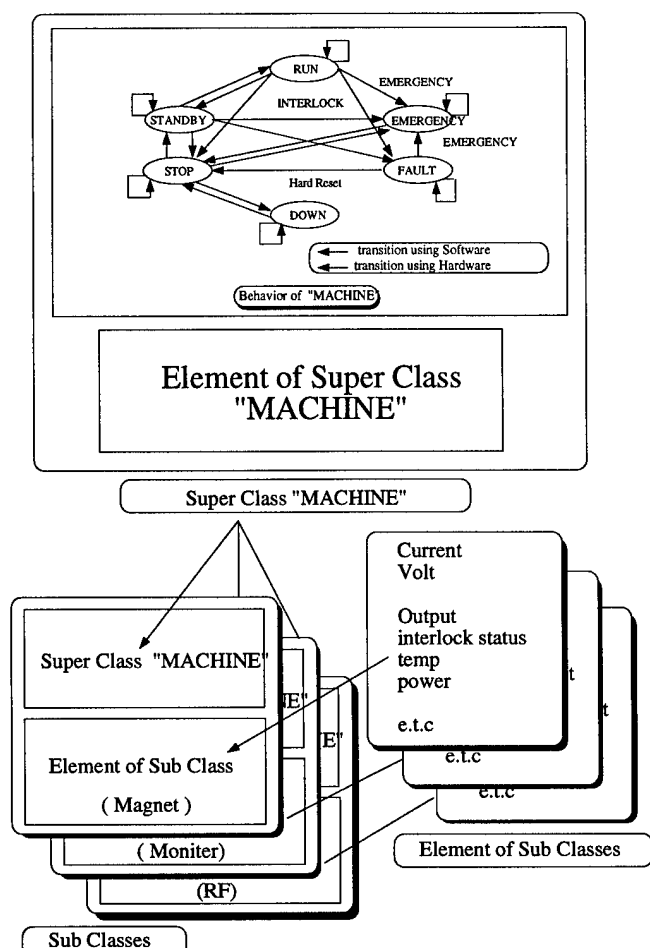 RUN
EMERGENCY
INTERLOCK
STANDBY
EMERGENCY
EMERGENCY
STOP
FAULT
Hard Reset
DOWN
transition using Software
transition using Hardware
Behavior of "MACHINE"
Element of Super Class
"MACHINE"
Super Class "MACHINE"
Current
Volt
Output
interlock status
temp
power
e.t.c
Super Class "MACHINE"
Element of Sub Class
( Magnet )
NE"
E"
t
t
e.t.c
e.t.c
( Moniter)
(RF)
Element of Sub Classes
Sub Classes